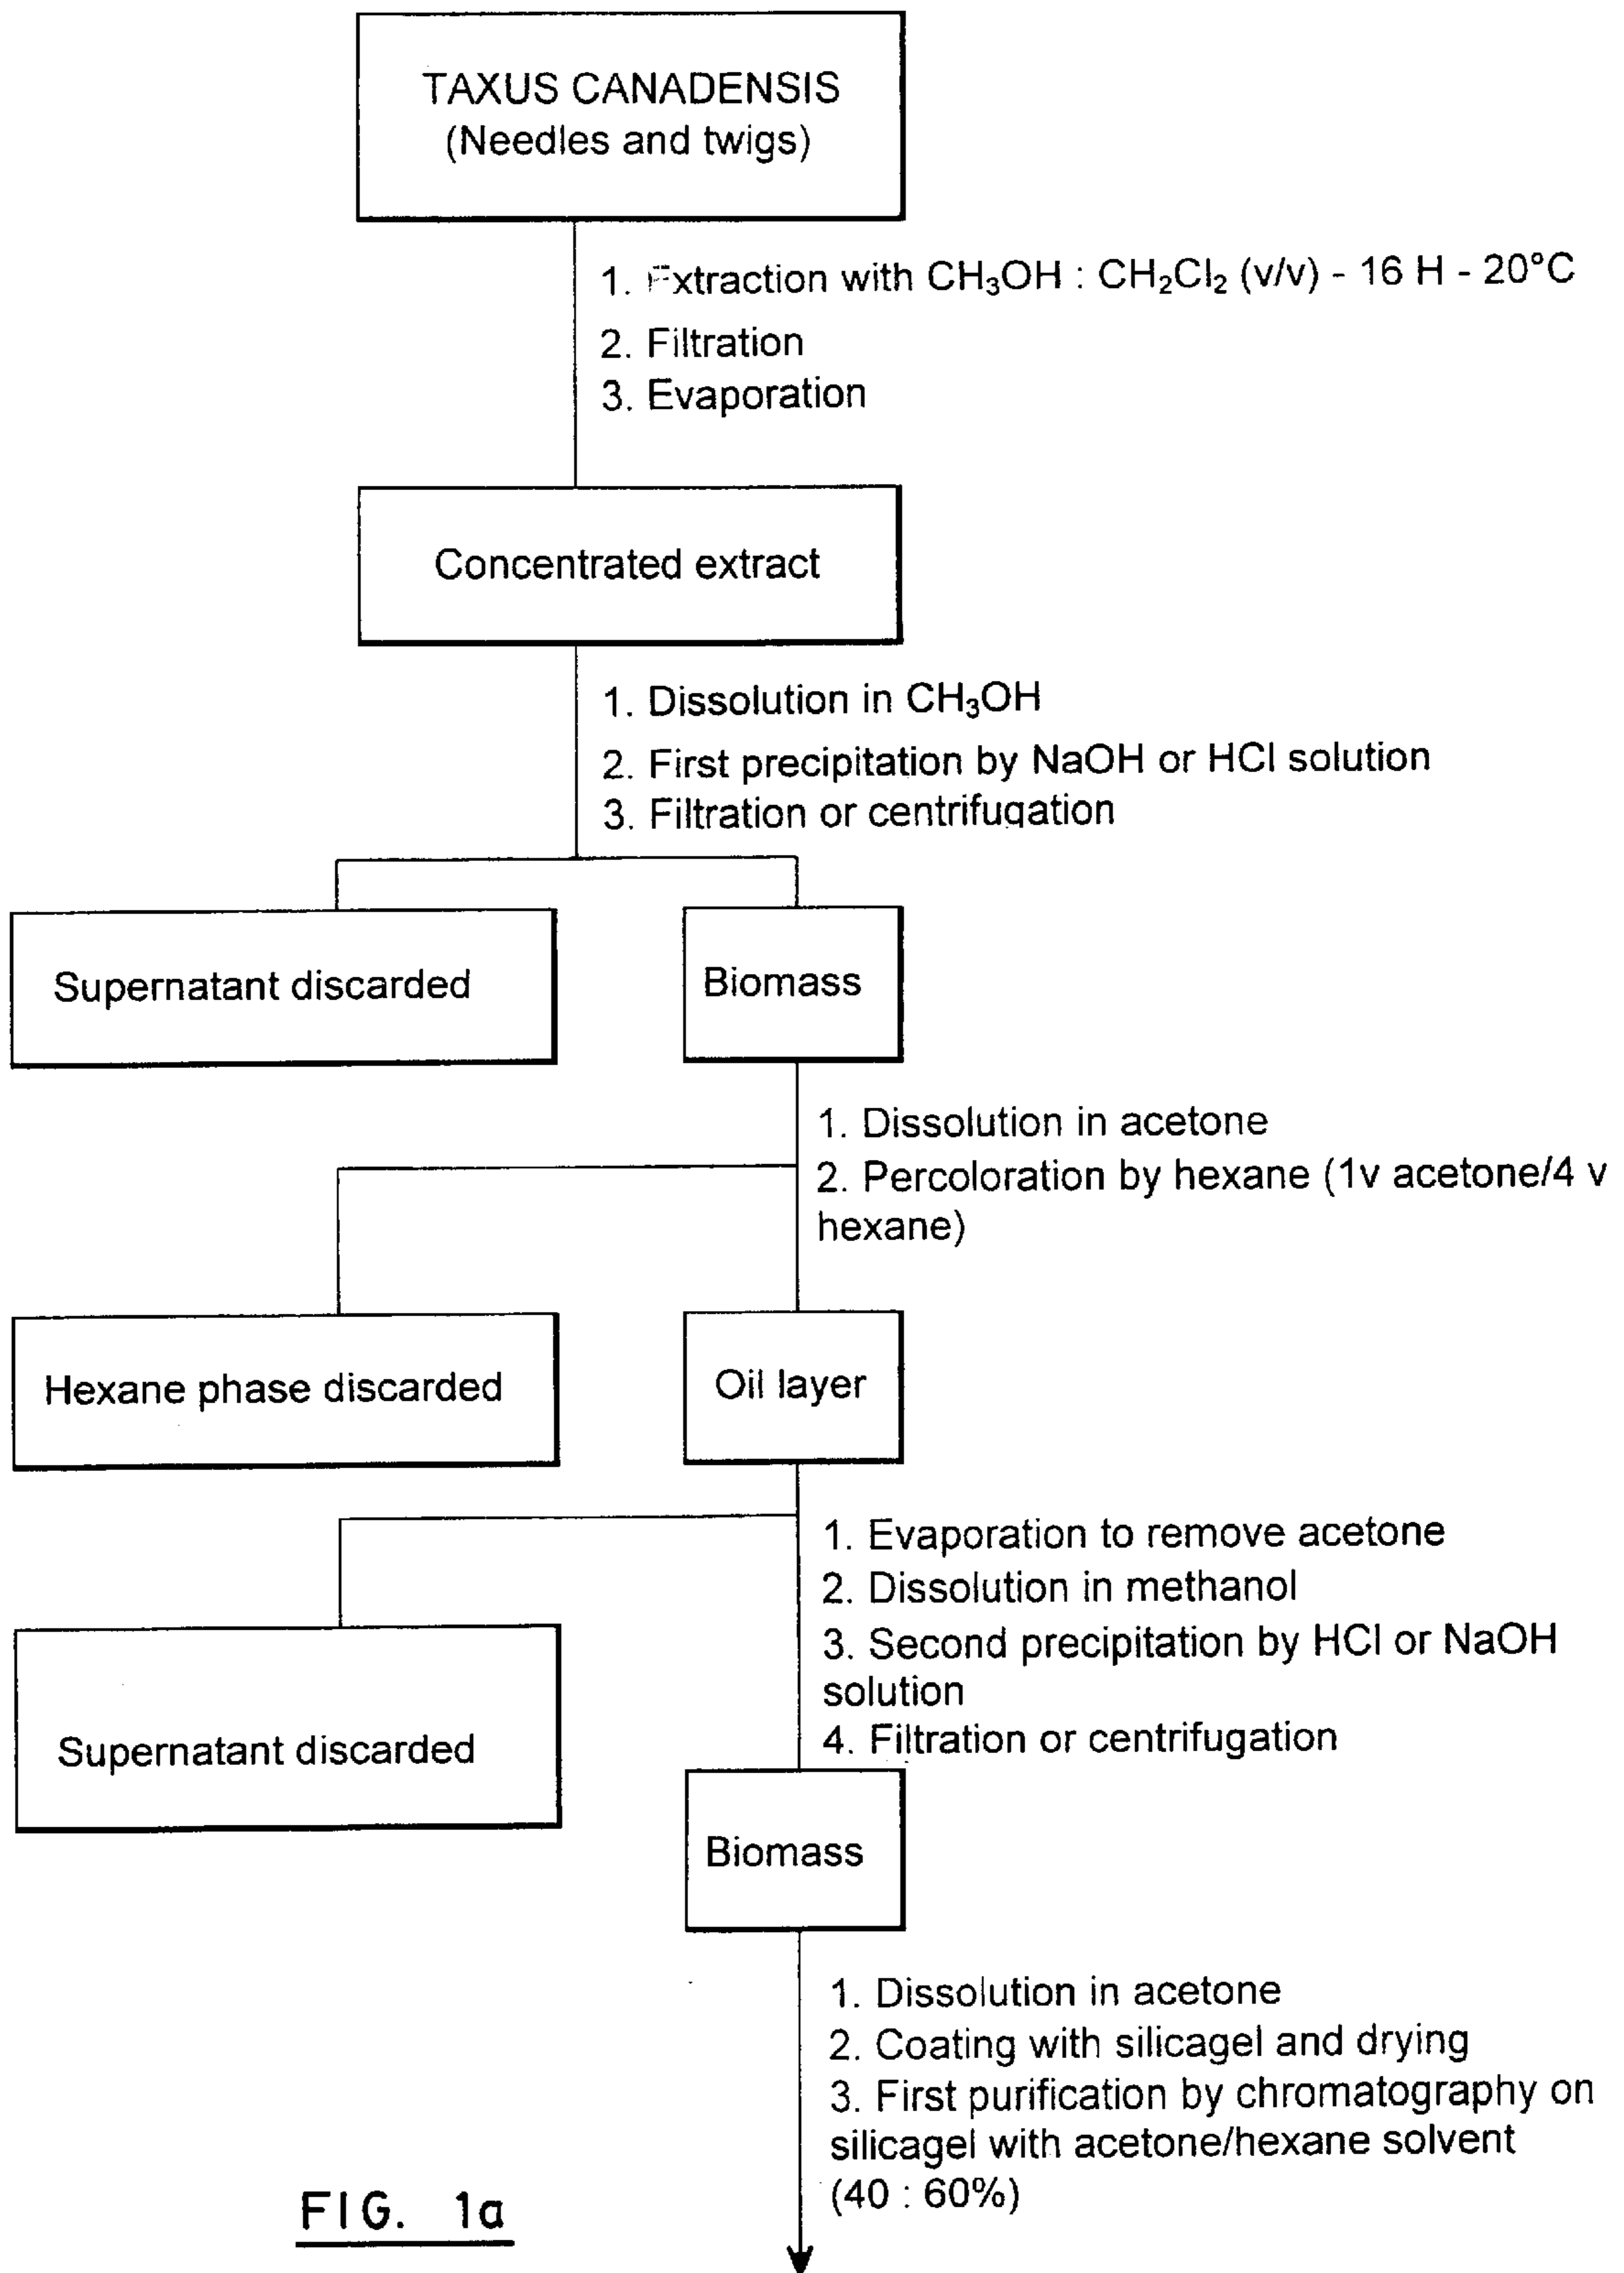 TAXUS CANADENSIS
(Needles and twigs)
1. Extraction with CH₃OH : CH₂Cl₂ (v/v) - 16 H - 20°C
2. Filtration
3. Evaporation
Concentrated extract
1. Dissolution in CH₃OH
2. First precipitation by NaOH or HCl solution
3. Filtration or centrifugation
Supernatant discarded
Biomass
1. Dissolution in acetone
2. Percoloration by hexane (1v acetone/4 v
hexane)
Hexane phase discarded
Oil layer
1. Evaporation to remove acetone
2. Dissolution in methanol
3. Second precipitation by HCl or NaOH
solution
4. Filtration or centrifugation
Supernatant discarded
Biomass
1. Dissolution in acetone
2. Coating with silicagel and drying
3. First purification by chromatography on
silicagel with acetone/hexane solvent
(40 : 60%)
FIG. 1a